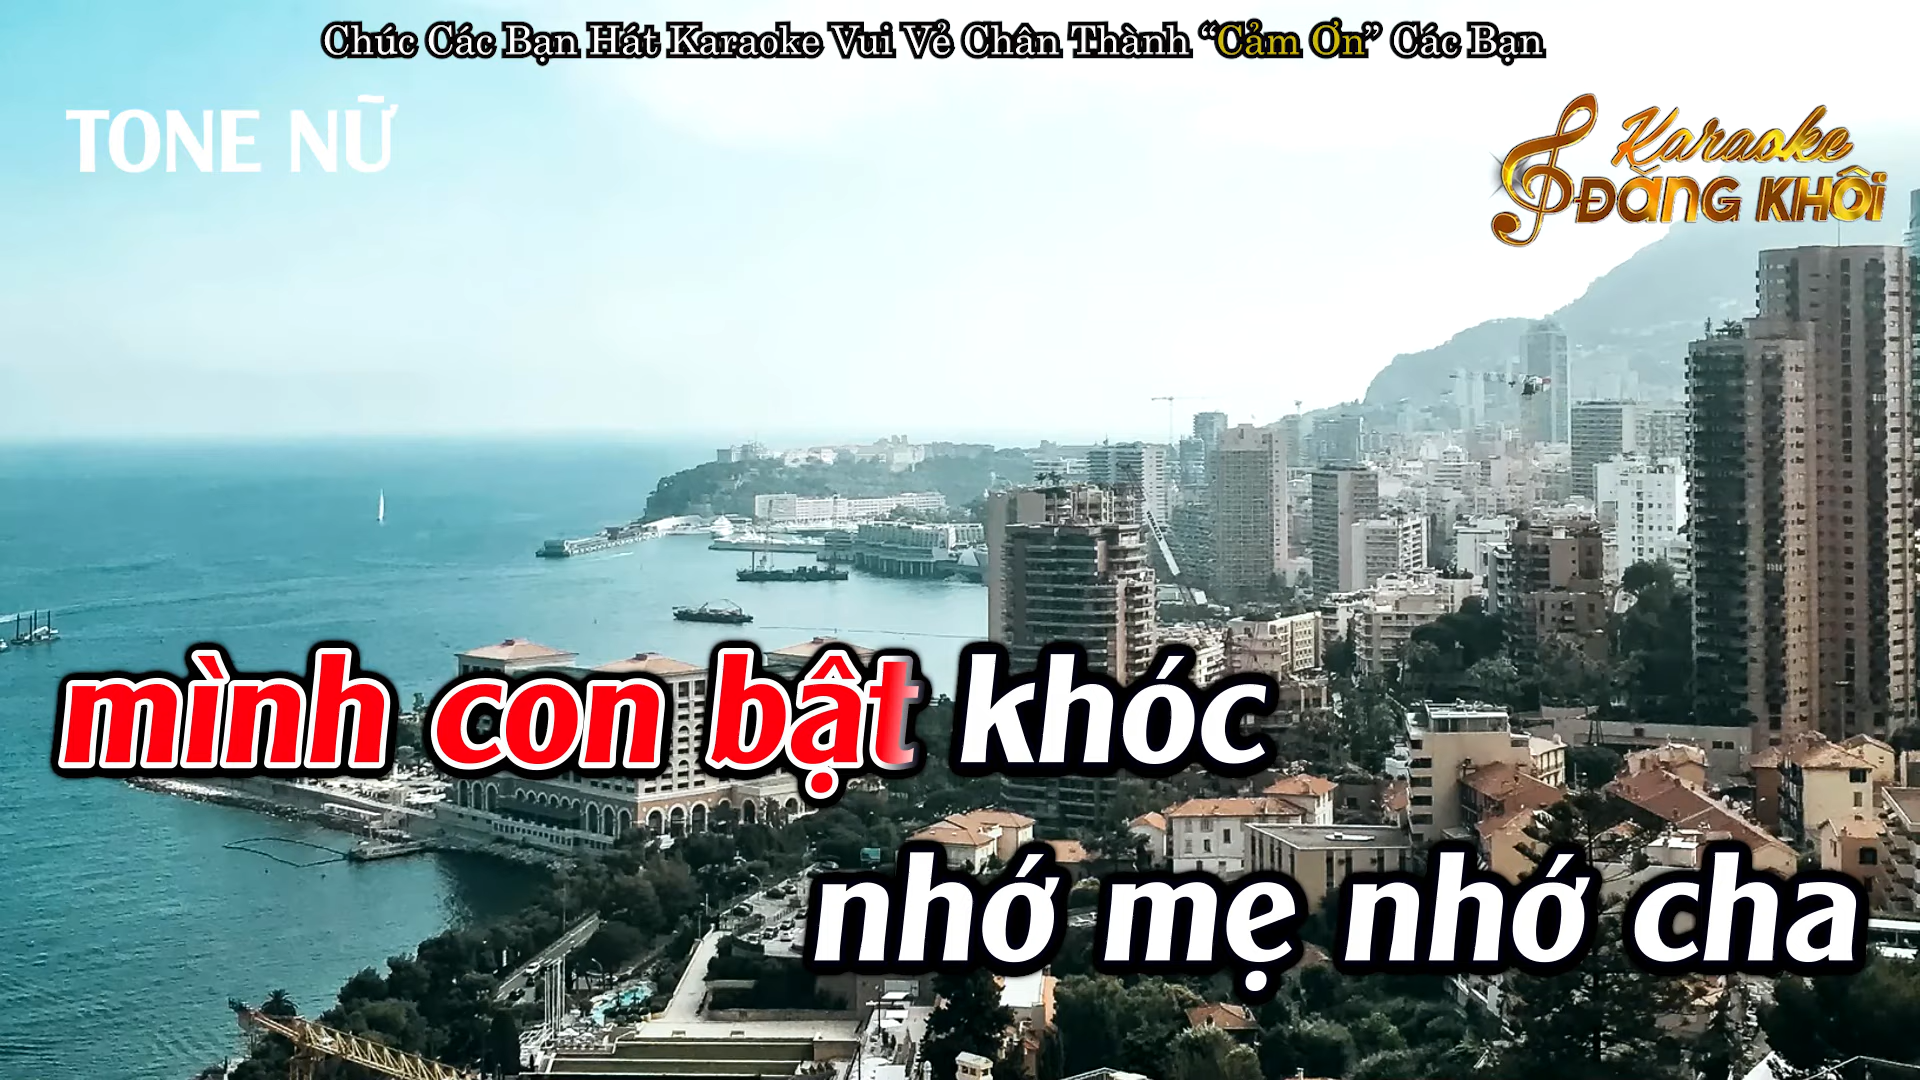 Chúc Các Bạn Hát Karaoke Vui Vẻ Chân Thành “Cảm Ơn” Các Bạn
TONE NỮ
Karaoke
ĐĂNG KHÔI
mình con bật khóc
nhớ mẹ nhớ cha